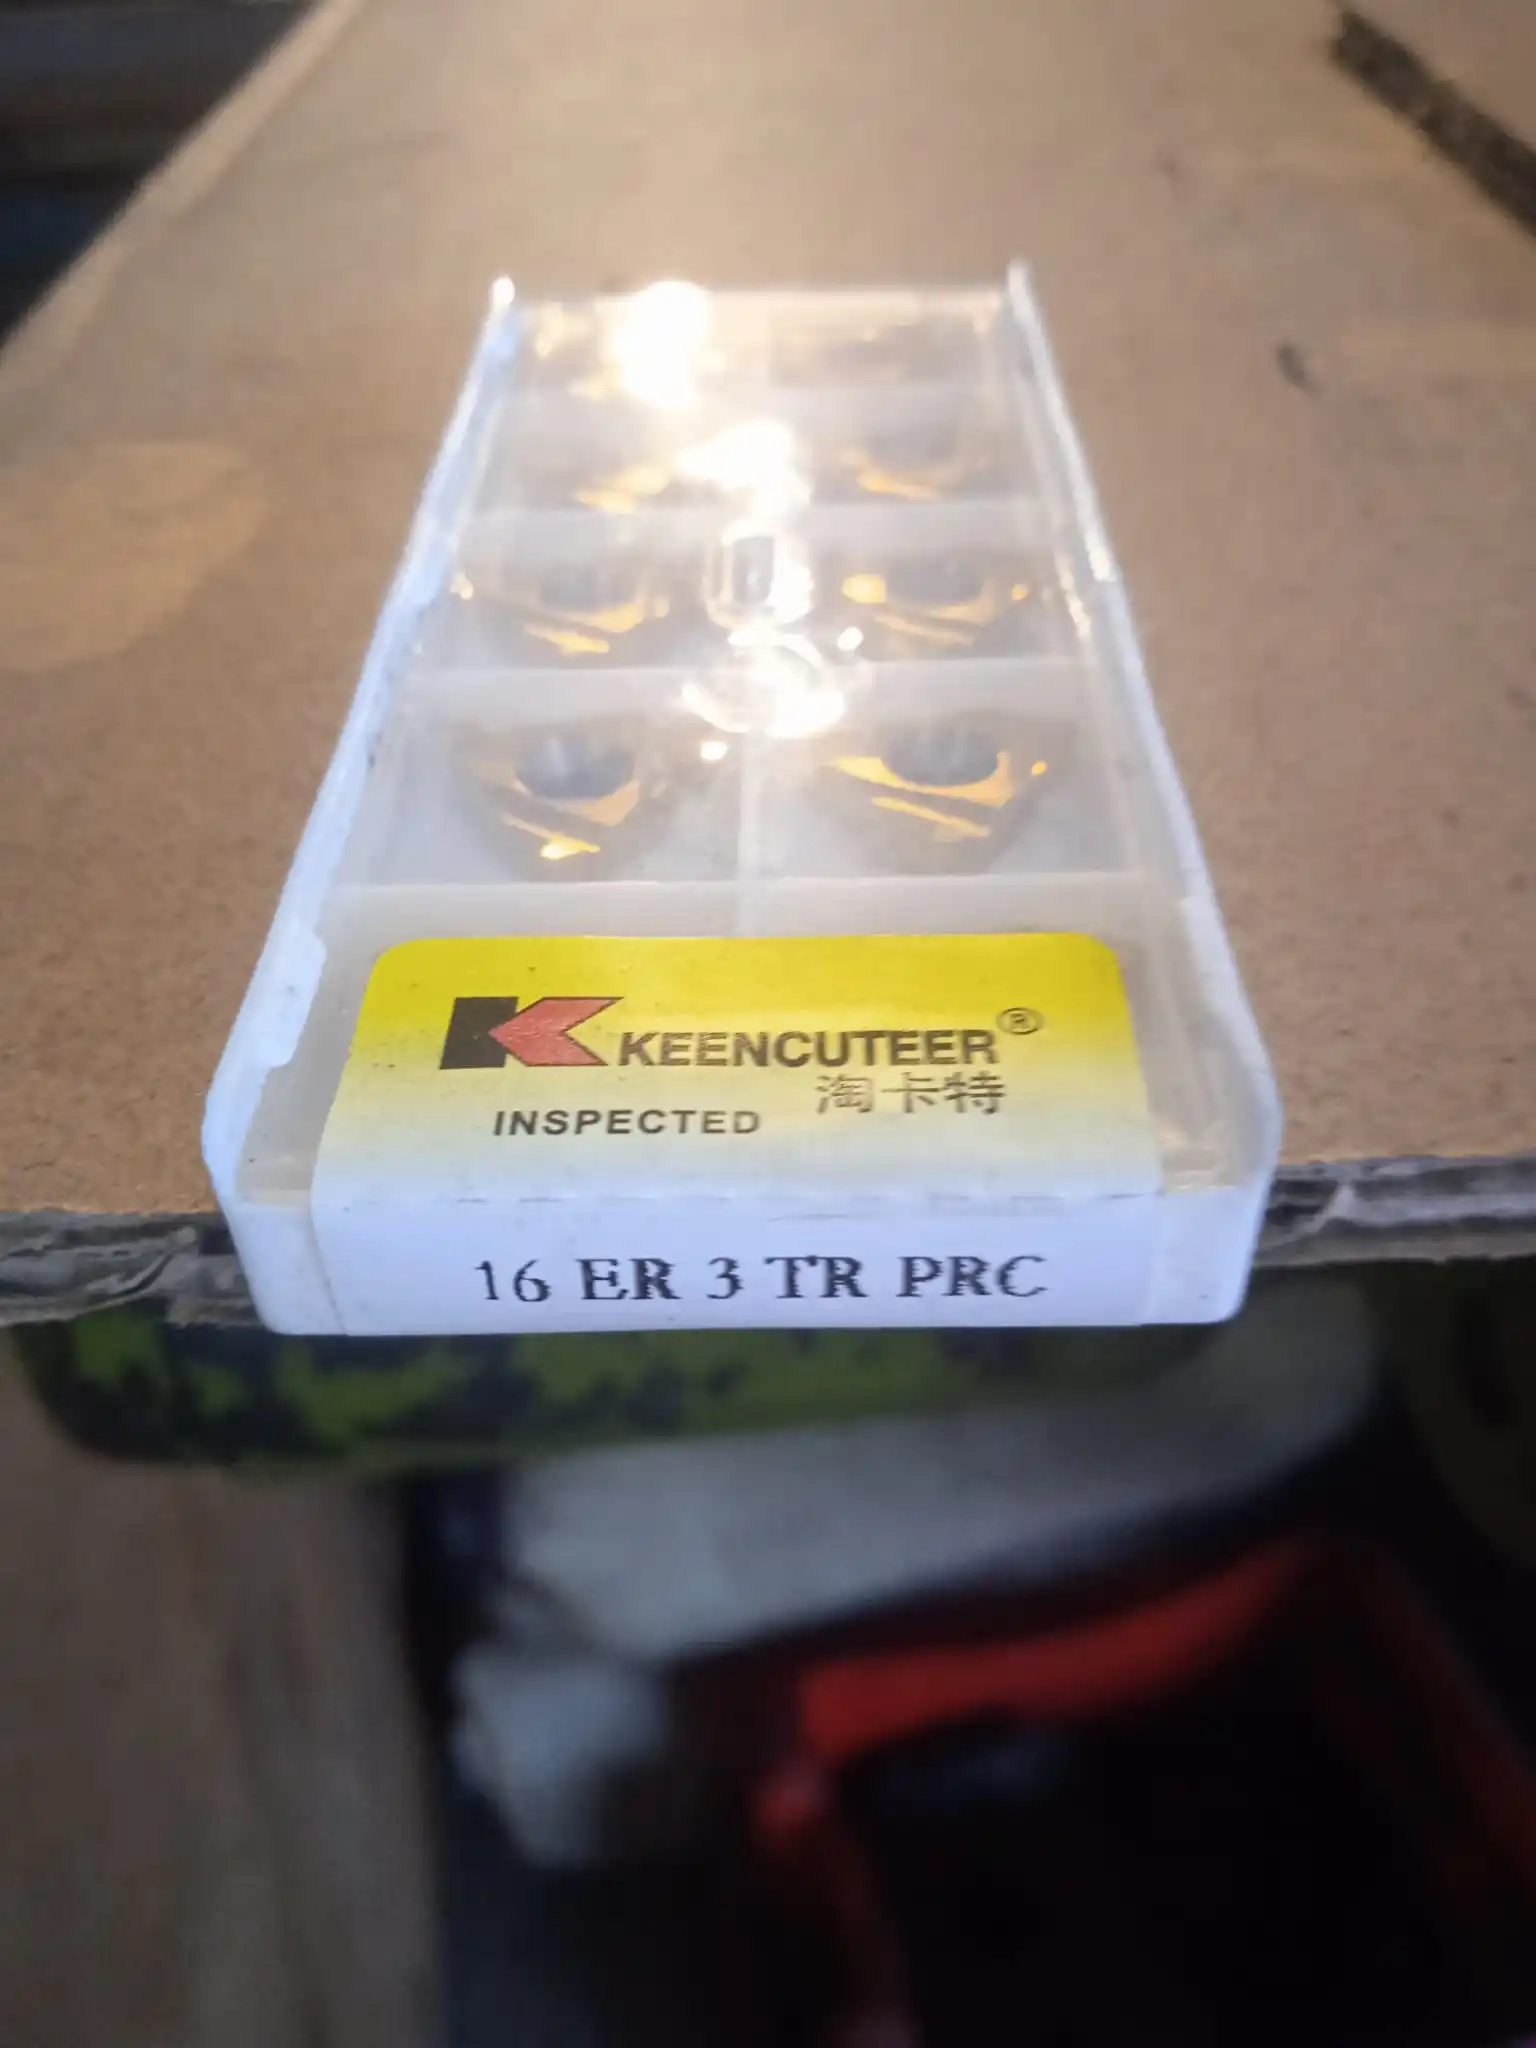 KEENCUTEER®
淘卡特
INSPECTED
16 ER 3 TR PRC